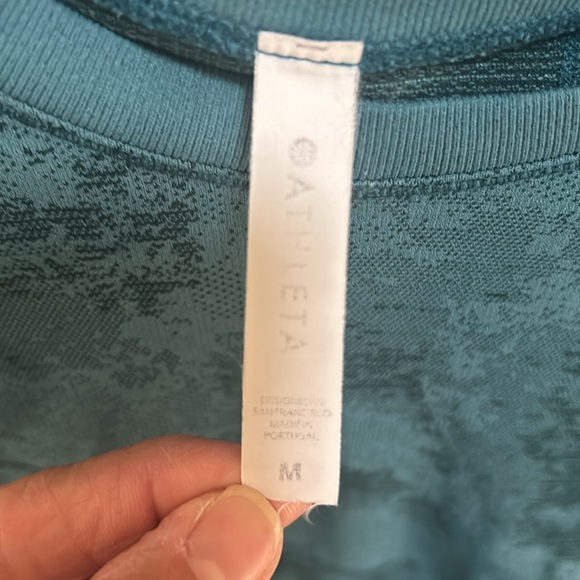 ATHLETA
DESIGNED IN
SAN FRANCISCO
MADE IN
PORTUGAL
M